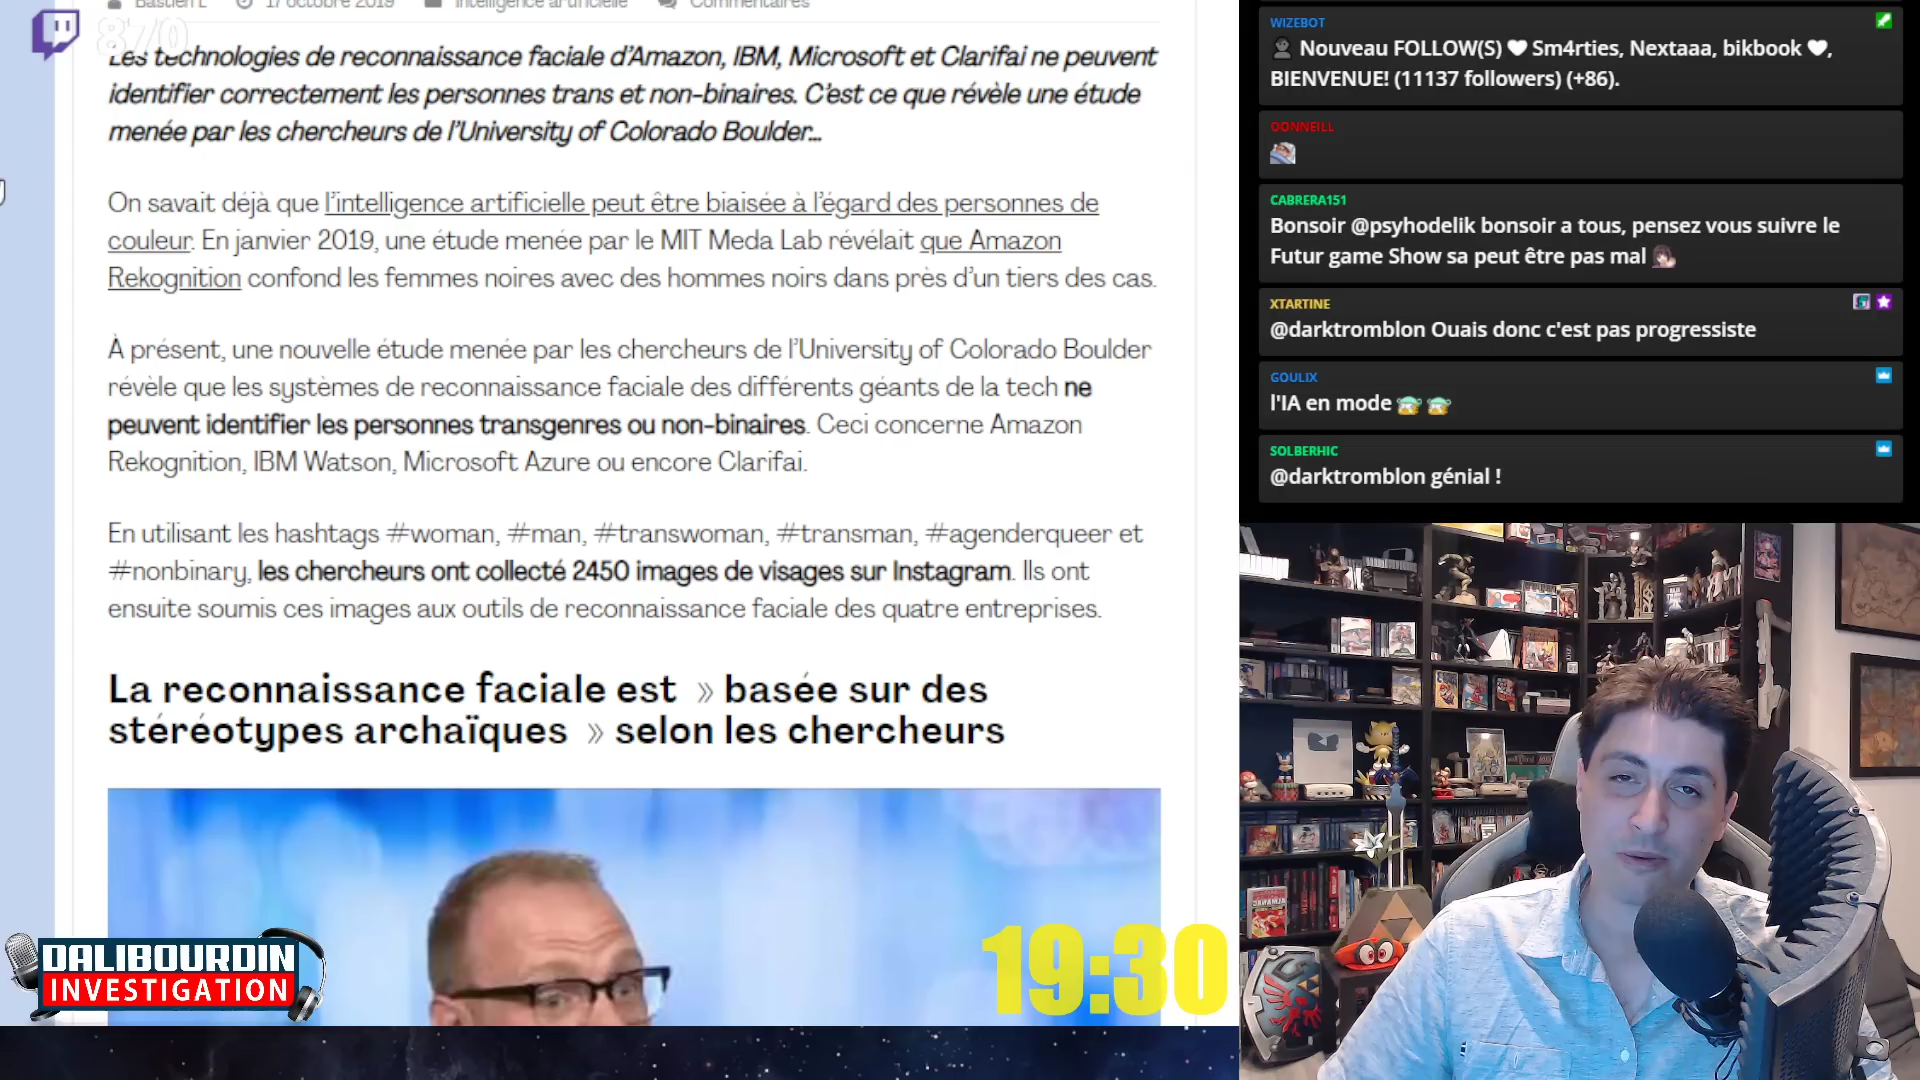 Bastien L 17 octobre 2019 Intelligence artificielle Commentaires
870
Les technologies de reconnaissance faciale d’Amazon, IBM, Microsoft et Clarifai ne peuvent
identifier correctement les personnes trans et non-binaires. C’est ce que révèle une étude
menée par les chercheurs de l’University of Colorado Boulder...
On savait déjà que l’intelligence artificielle peut être biaisée à l’égard des personnes de
couleur. En janvier 2019, une étude menée par le MIT Meda Lab révélait que Amazon
Rekognition confond les femmes noires avec des hommes noirs dans près d’un tiers des cas.
À présent, une nouvelle étude menée par les chercheurs de l’University of Colorado Boulder
révèle que les systèmes de reconnaissance faciale des différents géants de la tech ne
peuvent identifier les personnes transgenres ou non-binaires. Ceci concerne Amazon
Rekognition, IBM Watson, Microsoft Azure ou encore Clarifai.
En utilisant les hashtags #woman, #man, #transwoman, #transman, #agenderqueer et
#nonbinary, les chercheurs ont collecté 2450 images de visages sur Instagram. Ils ont
ensuite soumis ces images aux outils de reconnaissance faciale des quatre entreprises.
La reconnaissance faciale est » basée sur des
stéréotypes archaïques » selon les chercheurs
DALIBOURDIN
INVESTIGATION
19:30
WIZEBOT
Nouveau FOLLOW(S) ♥ Sm4rties, Nextaaa, bikbook ♥,
BIENVENUE! (11137 followers) (+86).
OONNEILL
CABRERA151
Bonsoir @psyhodelik bonsoir a tous, pensez vous suivre le
Futur game Show sa peut être pas mal
XTARTINE
@darktromblon Ouais donc c'est pas progressiste
GOULIX
l'IA en mode
SOLBERHIC
@darktromblon génial !